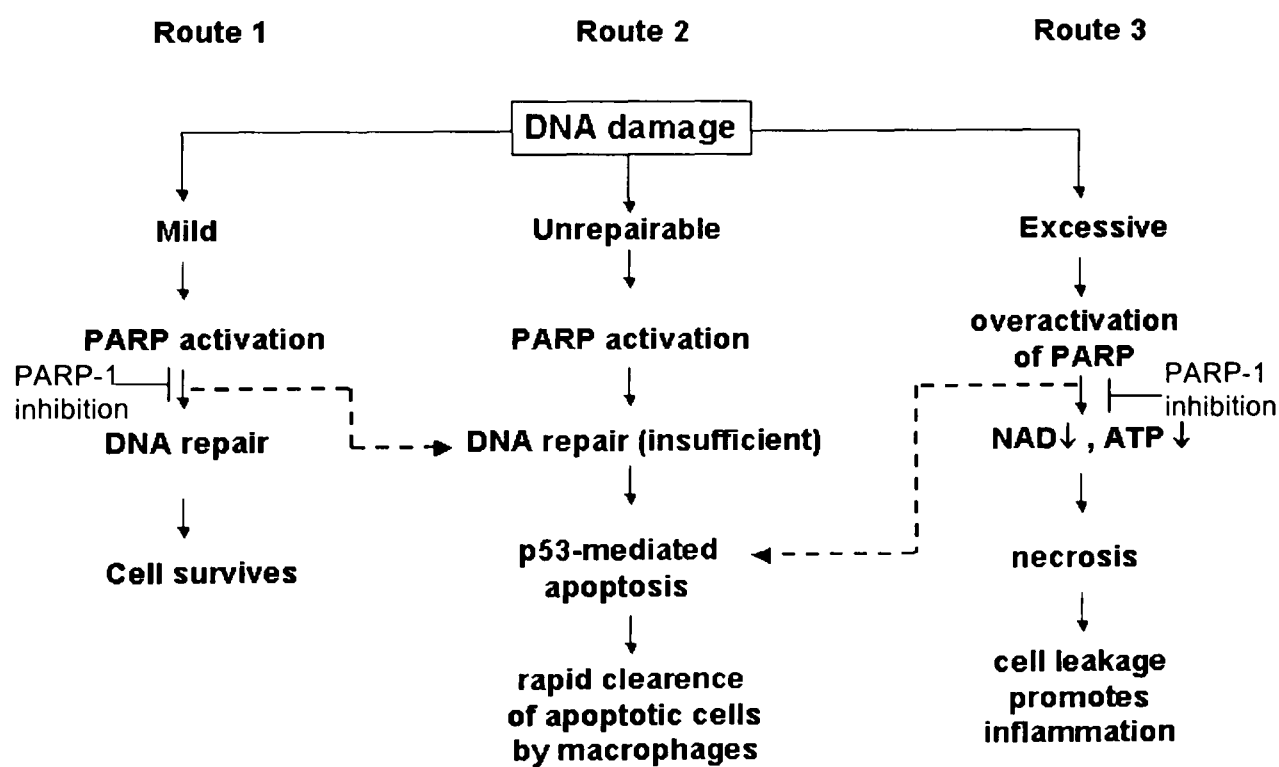 Route 1
Route 2
Route 3
DNA damage
Mild
Unrepairable
Excessive
PARP activation
PARP activation
overactivation
of PARP
PARP-1
inhibition
PARP-1
inhibition
DNA repair
DNA repair (insufficient)
NAD↓ , ATP ↓
Cell survives
p53-mediated
apoptosis
necrosis
rapid clearence
of apoptotic cells
by macrophages
cell leakage
promotes
inflammation